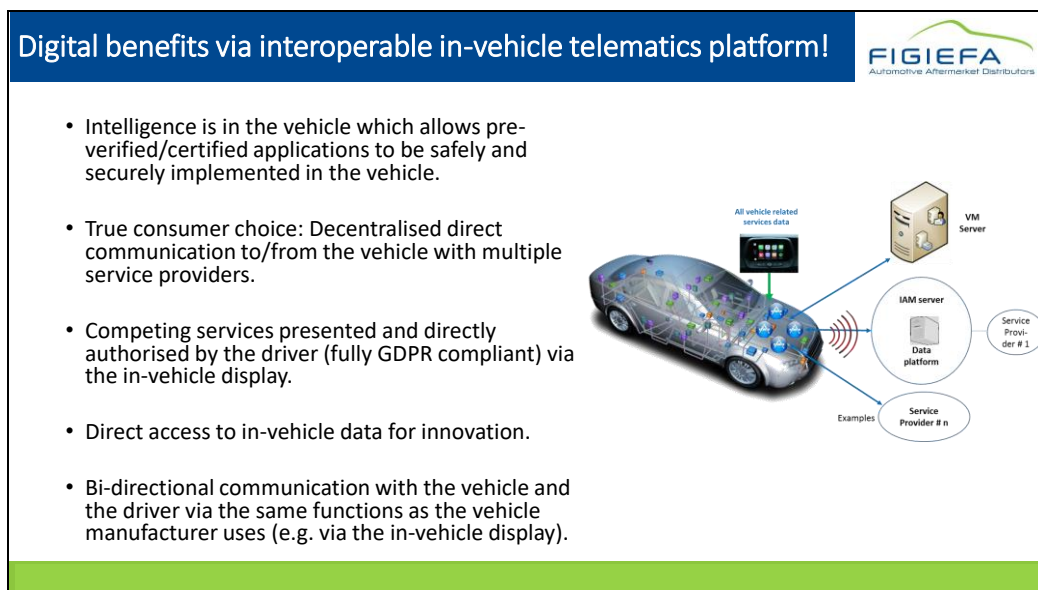 Digital benefits via interoperable in-vehicle telematics platform!
FIGIEFA
Automotive Aftermarket Distributors
• Intelligence is in the vehicle which allows pre-
verified/certified applications to be safely and
securely implemented in the vehicle.
• True consumer choice: Decentralised direct
communication to/from the vehicle with multiple
service providers.
• Competing services presented and directly
authorised by the driver (fully GDPR compliant) via
the in-vehicle display.
• Direct access to in-vehicle data for innovation.
• Bi-directional communication with the vehicle and
the driver via the same functions as the vehicle
manufacturer uses (e.g. via the in-vehicle display).
All vehicle related
services data
VM
Server
IAM server
Data
platform
Service
Provi-
der # 1
Examples
Service
Provider # n